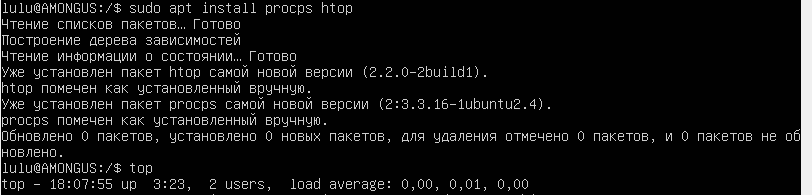 lulu@AMONGUS:/$ sudo apt install procps htop
Чтение списков пакетов… Готово
Построение дерева зависимостей
Чтение информации о состоянии… Готово
Уже установлен пакет htop самой новой версии (2.2.0-2build1).
htop помечен как установленный вручную.
Уже установлен пакет procps самой новой версии (2:3.3.16-1ubuntu2.4).
procps помечен как установленный вручную.
Обновлено 0 пакетов, установлено 0 новых пакетов, для удаления отмечено 0 пакетов, и 0 пакетов не об
новлено.
lulu@AMONGUS:/$ top
top - 18:07:55 up  3:23,  2 users,  load average: 0,00, 0,01, 0,00